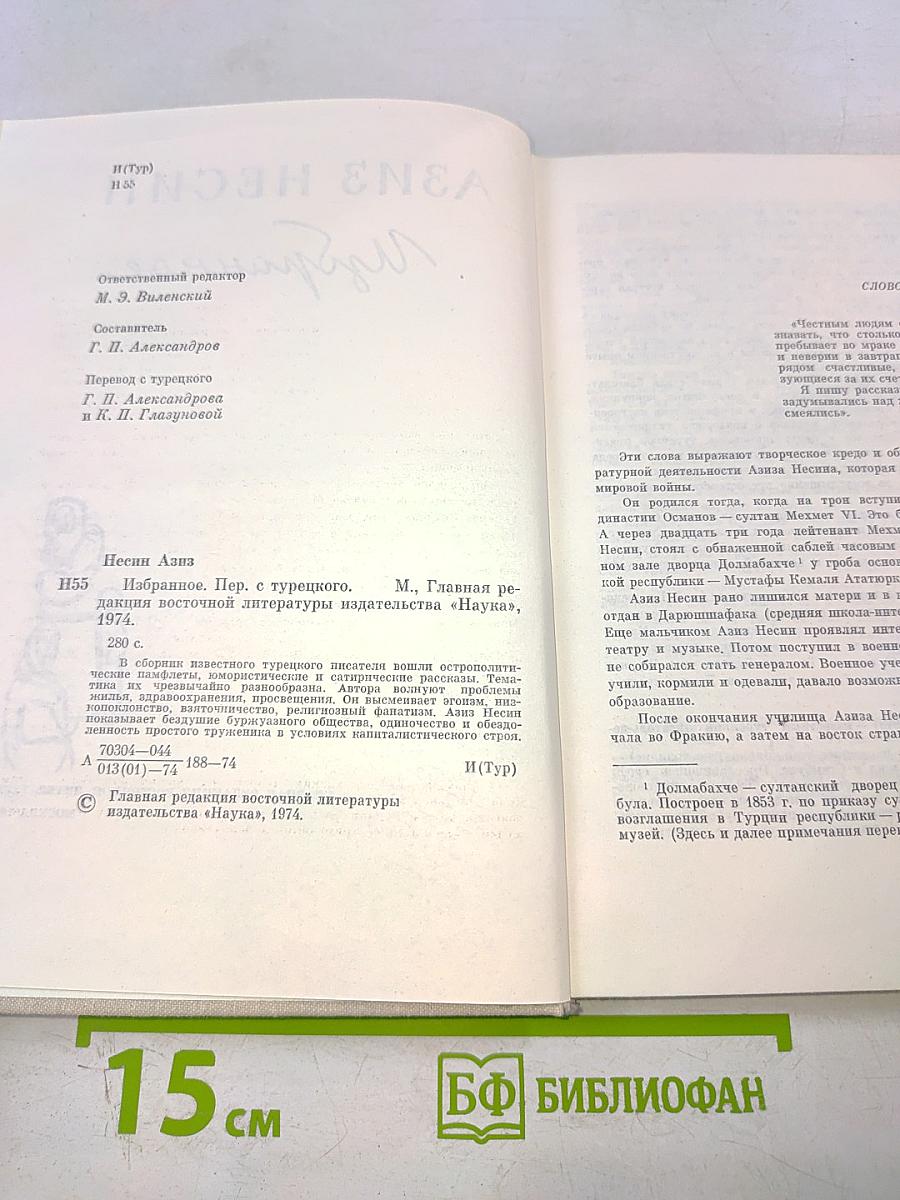 И(Тур)
Н 55
АЗИЗ НЕСИН
Избранное
Ответственный редактор
М. Э. Виленский
Составитель
Г. П. Александров
Перевод с турецкого
Г. П. Александрова
и К. П. Глазуновой
Несин Азиз
Н55 Избранное. Пер. с турецкого. М., Главная ре-
дакция восточной литературы издательства «Наука»,
1974.
280 с.
В сборник известного турецкого писателя вошли острополити-
ческие памфлеты, юмористические и сатирические рассказы. Тема-
тика их чрезвычайно разнообразна. Автора волнуют проблемы
жилья, здравоохранения, просвещения. Он высмеивает эгоизм, низ-
копоклонство, взяточничество, религиозный фанатизм. Азиз Несин
показывает бездушие буржуазного общества, одиночество и обездо-
ленность простого труженика в условиях капиталистического строя.
А 70304—044
013(01)—74 188—74 И(Тур)
© Главная редакция восточной литературы
издательства «Наука», 1974.
СЛОВО
«Честным людям
знавать, что столько
пребывает во мраке
и неверии в завтра
рядом счастливые,
зующиеся за их счет
Я пишу рассказ
задумывались над
смеялись».
Эти слова выражают творческое кредо и об
ратурной деятельности Азиза Несина, которая
мировой войны.
Он родился тогда, когда на трон вступи
династии Османов — султан Мехмет VI. Это б
А через двадцать три года лейтенант Мехм
Несин, стоял с обнаженной саблей часовым
ном зале дворца Долмабахче¹ у гроба основ
кой республики — Мустафы Кемаля Ататюрк
Азиз Несин рано лишился матери и в
отдан в Дарюшшафака (средняя школа-инте
Еще мальчиком Азиз Несин проявлял инте
театру и музыке. Потом поступил в военно
не собирался стать генералом. Военное уче
учили, кормили и одевали, давало возможн
образование.
После окончания училища Азиза Нес
чала во Фракию, а затем на восток стран
¹ Долмабахче — султанский дворец
була. Построен в 1853 г. по приказу су
возглашения в Турции республики — р
музей. (Здесь и далее примечания пере
15 см
БФ БИБЛИОФАН